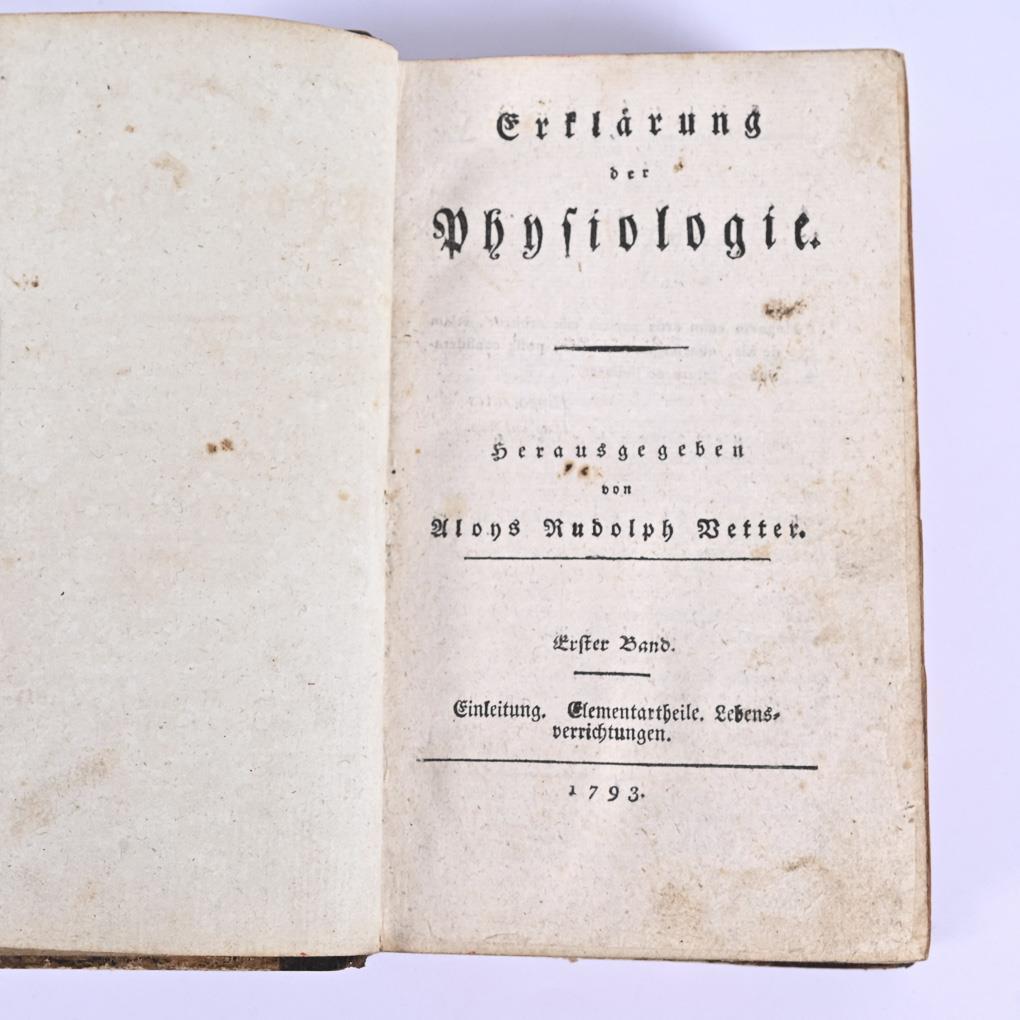 Erklärung
der
Phyſiologie.
Herausgegeben
von
Aloys Rudolph Vetter.
Erſter Band.
Einleitung. Elementartheile. Lebens⸗
verrichtungen.
1793.